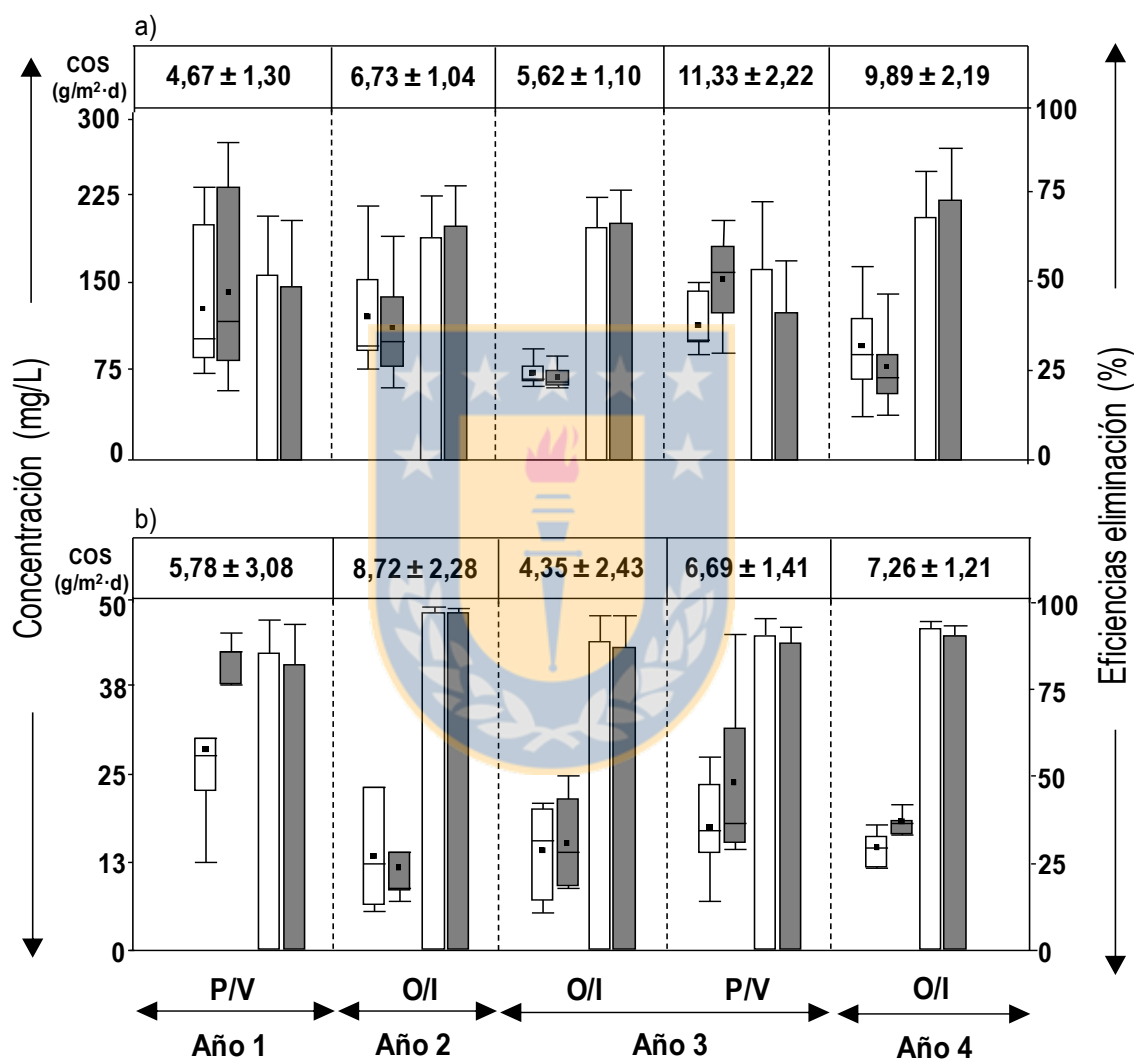 a)
COS
(g/m²·d)
4,67 ± 1,30
6,73 ± 1,04
5,62 ± 1,10
11,33 ± 2,22
9,89 ± 2,19
300
225
150
75
0
100
75
50
25
0
Concentración (mg/L)
Eficiencias eliminación (%)
b)
COS
(g/m²·d)
5,78 ± 3,08
8,72 ± 2,28
4,35 ± 2,43
6,69 ± 1,41
7,26 ± 1,21
50
38
25
13
0
100
75
50
25
0
P/V
O/I
O/I
P/V
O/I
Año 1
Año 2
Año 3
Año 4